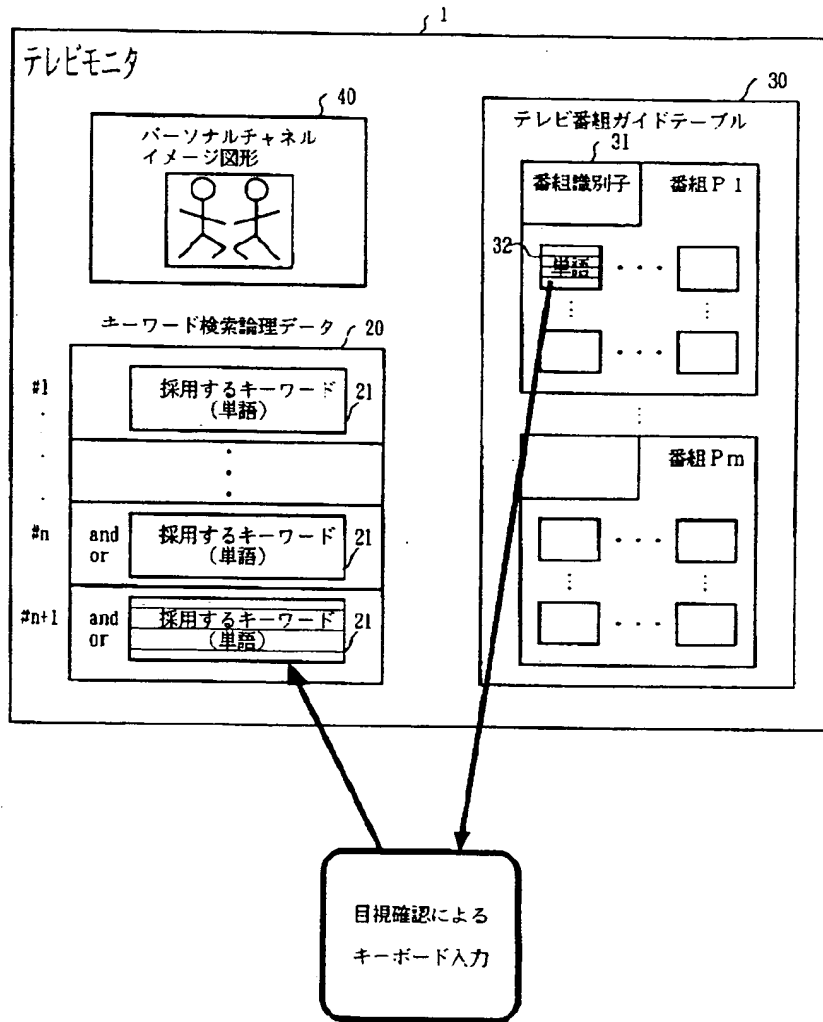 1
テレビモニタ
40
パーソナルチャネル
イメージ図形
30
テレビ番組ガイドテーブル
31
番組識別子
番組P1
32
単語
キーワード検索論理データ
20
#1
採用するキーワード
(単語)
21
#n
and
or
採用するキーワード
(単語)
21
#n+1
and
or
採用するキーワード
(単語)
21
番組Pm
目視確認による
キーボード入力